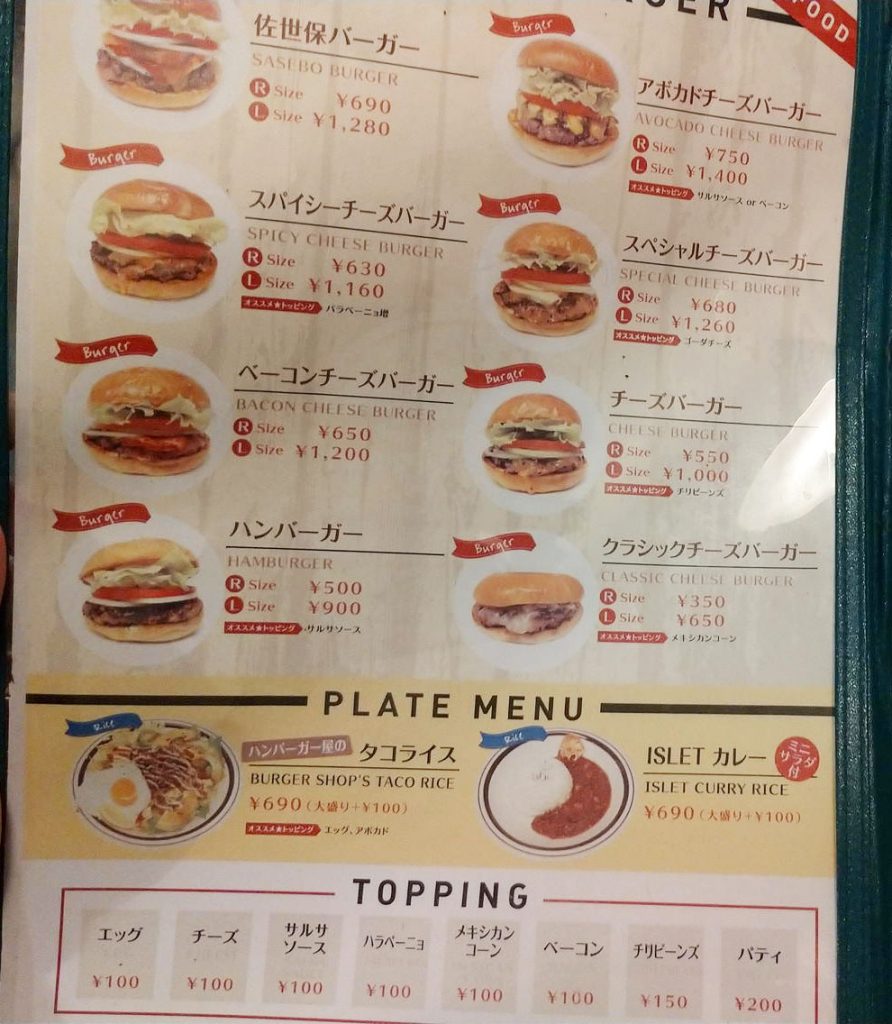 FOOD
佐世保バーガー
SASEBO BURGER
R Size ¥690
L Size ¥1,280
Burger
アボカドチーズバーガー
AVOCADO CHEESE BURGER
R Size ¥750
L Size ¥1,400
オススメ★トッピング サルサソース or ベーコン
Burger
スパイシーチーズバーガー
SPICY CHEESE BURGER
R Size ¥630
L Size ¥1,160
オススメ★トッピング ハラペーニョ増
Burger
スペシャルチーズバーガー
SPECIAL CHEESE BURGER
R Size ¥680
L Size ¥1,260
オススメ★トッピング ゴーダチーズ
Burger
ベーコンチーズバーガー
BACON CHEESE BURGER
R Size ¥650
L Size ¥1,200
Burger
チーズバーガー
CHEESE BURGER
R Size ¥550
L Size ¥1,000
オススメ★トッピング チリビーンズ
Burger
ハンバーガー
HAMBURGER
R Size ¥500
L Size ¥900
オススメ★トッピング サルサソース
Burger
クラシックチーズバーガー
CLASSIC CHEESE BURGER
R Size ¥350
L Size ¥650
オススメ★トッピング メキシカンコーン
PLATE MENU
Rice
ハンバーガー屋の タコライス
BURGER SHOP'S TACO RICE
¥690(大盛り+¥100)
オススメ★トッピング エッグ、アボカド
Rice
ISLET カレー
ミニサラダ付
ISLET CURRY RICE
¥690(大盛り+¥100)
TOPPING
エッグ ¥100
チーズ ¥100
サルサソース ¥100
ハラペーニョ ¥100
メキシカンコーン ¥100
ベーコン ¥100
チリビーンズ ¥150
パティ ¥200